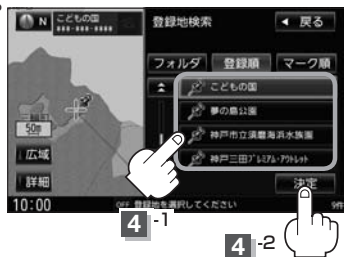 N こどもの国
***-***-****
登録地検索
戻る
フォルダ 登録順 マーク順
こどもの国
夢の島公園
神戸市立須磨海浜水族園
神戸三田プレミアム・アウトレット
50m
広域
詳細
決定
10:00 OFF 登録地を選択してください 9件
4 -1
4 -2